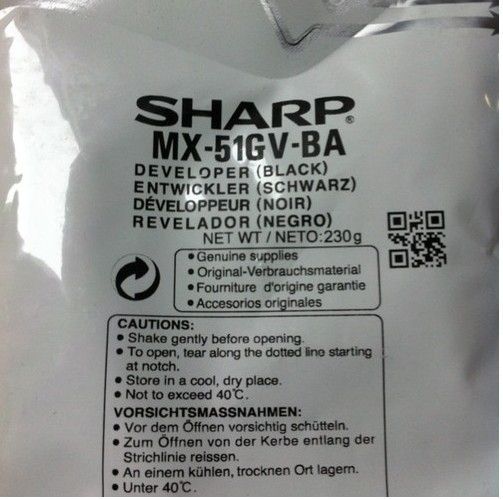 SHARP®
MX-51GV-BA
DEVELOPER (BLACK)
ENTWICKLER (SCHWARZ)
DÉVELOPPEUR (NOIR)
REVELADOR (NEGRO)
NET WT / NETO:230g
• Genuine supplies
• Original-Verbrauchsmaterial
• Fourniture d'origine garantie
• Accesorios originales
CAUTIONS:
• Shake gently before opening.
• To open, tear along the dotted line starting
at notch.
• Store in a cool, dry place.
• Not to exceed 40℃.
VORSICHTSMASSNAHMEN:
• Vor dem Öffnen vorsichtig schütteln.
• Zum Öffnen von der Kerbe entlang der
Strichlinie reissen.
• An einem kühlen, trocknen Ort lagern.
• Unter 40℃.